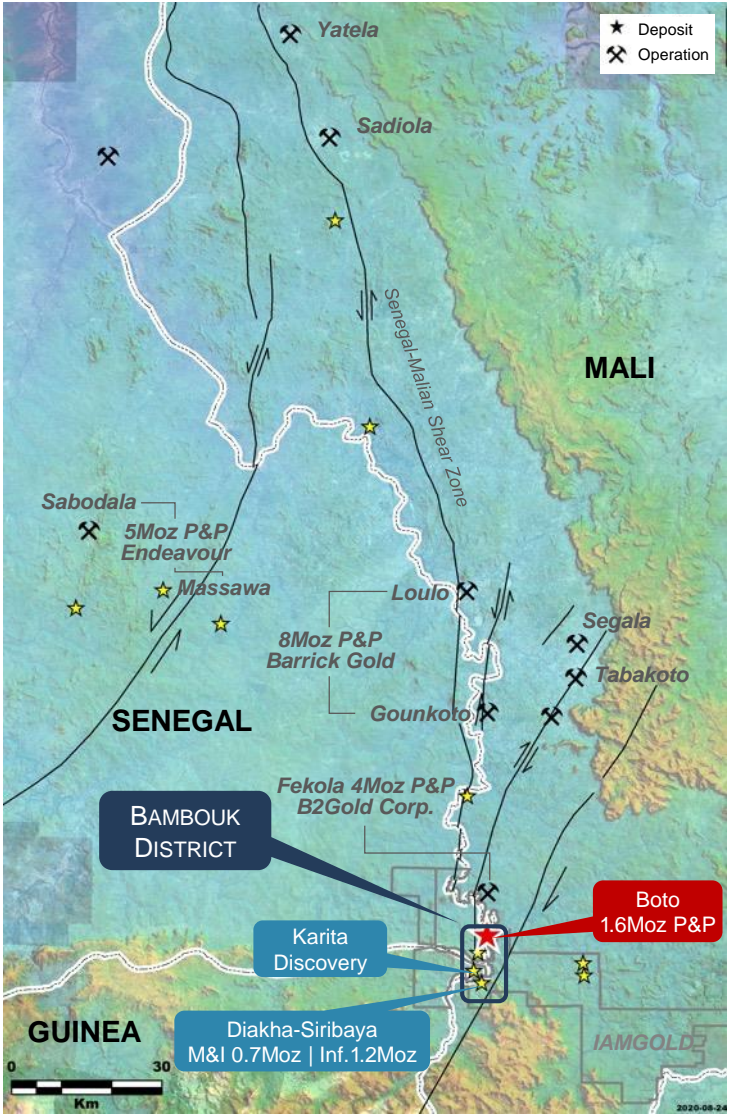 Deposit
Operation
Yatela
Sadiola
Senegal-Malian Shear Zone
MALI
Sabodala
5Moz P&P
Endeavour
Massawa
Loulo
8Moz P&P
Barrick Gold
Gounkoto
Segala
Tabakoto
SENEGAL
Fekola 4Moz P&P
B2Gold Corp.
BAMBOUK
DISTRICT
Boto
1.6Moz P&P
Karita
Discovery
Diakha-Siribaya
M&I 0.7Moz | Inf.1.2Moz
GUINEA
IAMGOLD
0 30
Km
2020-08-24